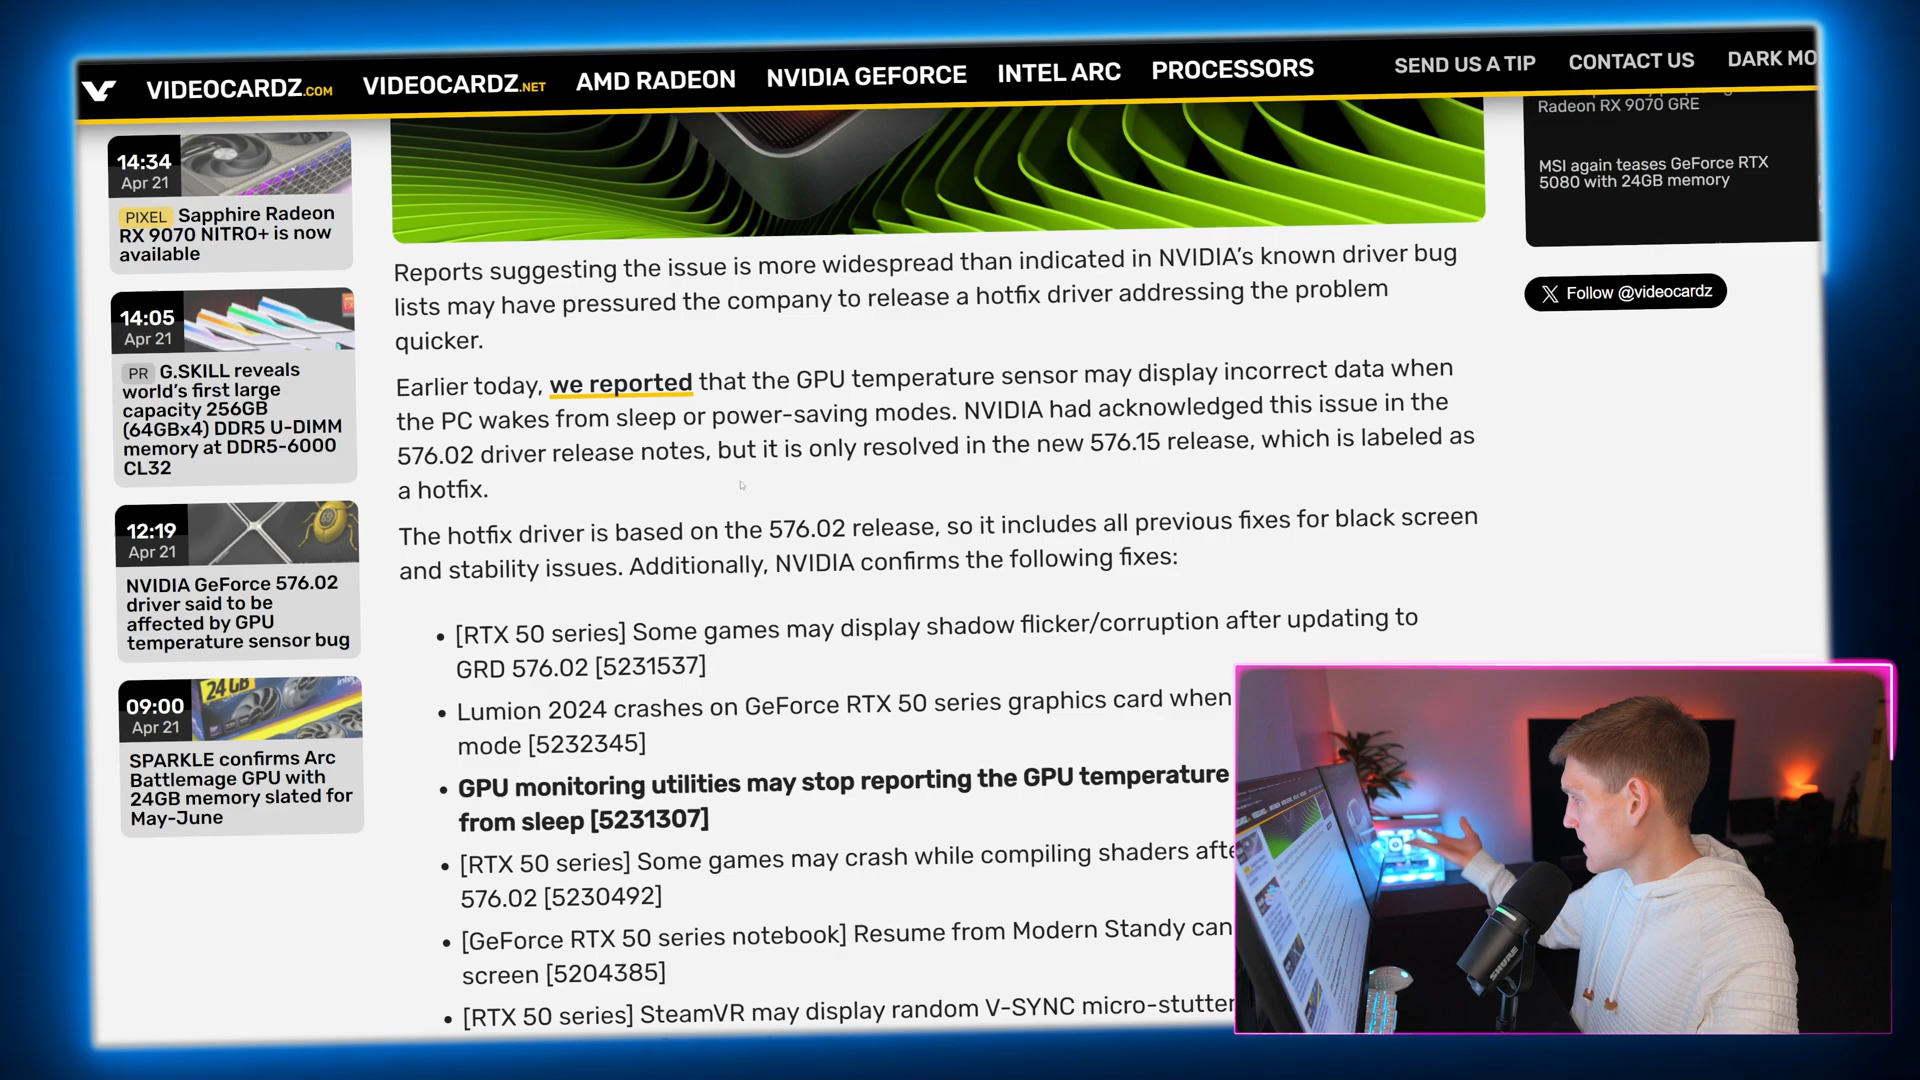 VIDEOCARDZ.COM VIDEOCARDZ.NET AMD RADEON NVIDIA GEFORCE INTEL ARC PROCESSORS SEND US A TIP CONTACT US DARK MO
14:34
Apr 21
PIXEL Sapphire Radeon
RX 9070 NITRO+ is now
available
14:05
Apr 21
PR G.SKILL reveals
world's first large
capacity 256GB
(64GBx4) DDR5 U-DIMM
memory at DDR5-6000
CL32
12:19
Apr 21
NVIDIA GeForce 576.02
driver said to be
affected by GPU
temperature sensor bug
24GB
intel
09:00
Apr 21
SPARKLE confirms Arc
Battlemage GPU with
24GB memory slated for
May-June
Reports suggesting the issue is more widespread than indicated in NVIDIA's known driver bug
lists may have pressured the company to release a hotfix driver addressing the problem
quicker.
Earlier today, we reported that the GPU temperature sensor may display incorrect data when
the PC wakes from sleep or power-saving modes. NVIDIA had acknowledged this issue in the
576.02 driver release notes, but it is only resolved in the new 576.15 release, which is labeled as
a hotfix.
The hotfix driver is based on the 576.02 release, so it includes all previous fixes for black screen
and stability issues. Additionally, NVIDIA confirms the following fixes:
• [RTX 50 series] Some games may display shadow flicker/corruption after updating to
GRD 576.02 [5231537]
• Lumion 2024 crashes on GeForce RTX 50 series graphics card when
mode [5232345]
• GPU monitoring utilities may stop reporting the GPU temperature
from sleep [5231307]
• [RTX 50 series] Some games may crash while compiling shaders afte
576.02 [5230492]
• [GeForce RTX 50 series notebook] Resume from Modern Standy can
screen [5204385]
• [RTX 50 series] SteamVR may display random V-SYNC micro-stutter
Radeon RX 9070 GRE
MSI again teases GeForce RTX
5080 with 24GB memory
Follow @videocardz
SHURE